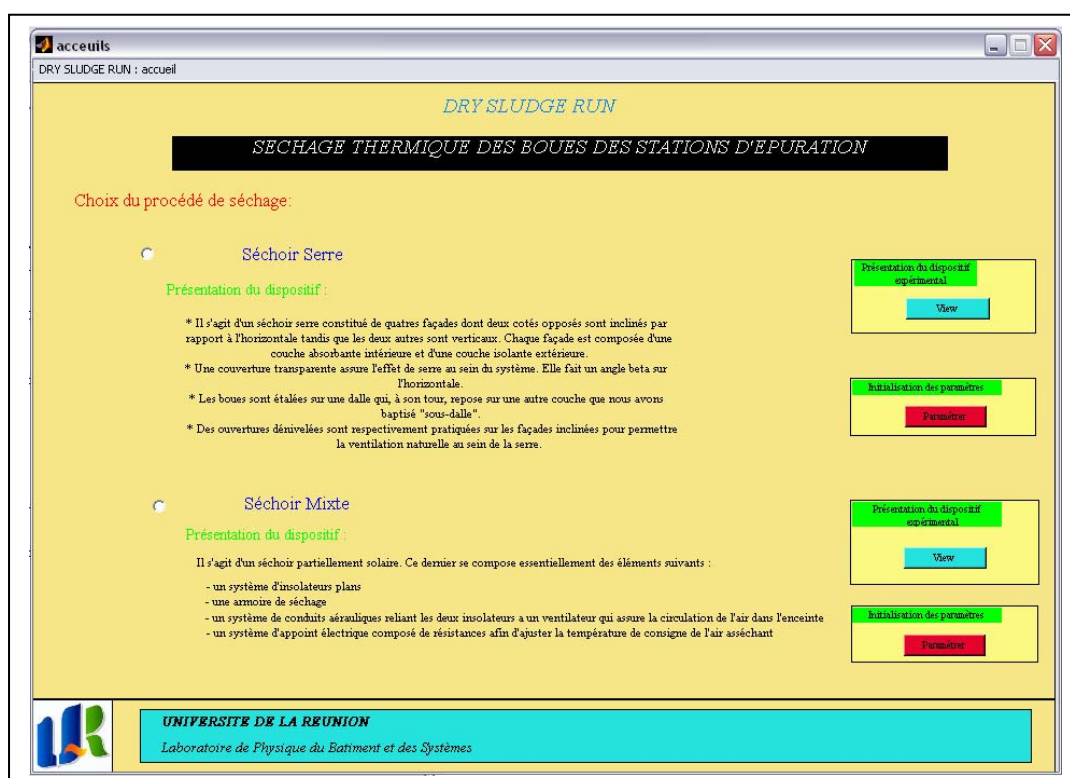 acceuils
DRY SLUDGE RUN : accueil
DRY SLUDGE RUN
SECHAGE THERMIQUE DES BOUES DES STATIONS D'EPURATION
Choix du procédé de séchage:
Séchoir Serre
Présentation du dispositif :
* Il s'agit d'un séchoir serre constitué de quatres façades dont deux cotés opposés sont inclinés par
rapport à l'horizontale tandis que les deux autres sont verticaux. Chaque façade est composée d'une
couche absorbante intérieure et d'une couche isolante extérieure.
* Une couverture transparente assure l'effet de serre au sein du système. Elle fait un angle beta sur
l'horizontale.
* Les boues sont étalées sur une dalle qui, à son tour, repose sur une autre couche que nous avons
baptisé "sous-dalle".
* Des ouvertures dénivelées sont respectivement pratiquées sur les façades inclinées pour permettre
la ventilation naturelle au sein de la serre.
Présentation du dispositif
expérimental
View
Initialisation des paramètres
Paramétrer
Séchoir Mixte
Présentation du dispositif :
Il s'agit d'un séchoir partiellement solaire. Ce dernier se compose essentiellement des éléments suivants :
- un système d'insolateurs plans
- une armoire de séchage
- un système de conduits aérauliques reliant les deux insolateurs a un ventilateur qui assure la circulation de l'air dans l'enceinte
- un système d'appoint électrique composé de résistances afin d'ajuster la température de consigne de l'air asséchant
Présentation du dispositif
expérimental
View
Initialisation des paramètres
Paramétrer
UNIVERSITE DE LA REUNION
Laboratoire de Physique du Batiment et des Systèmes